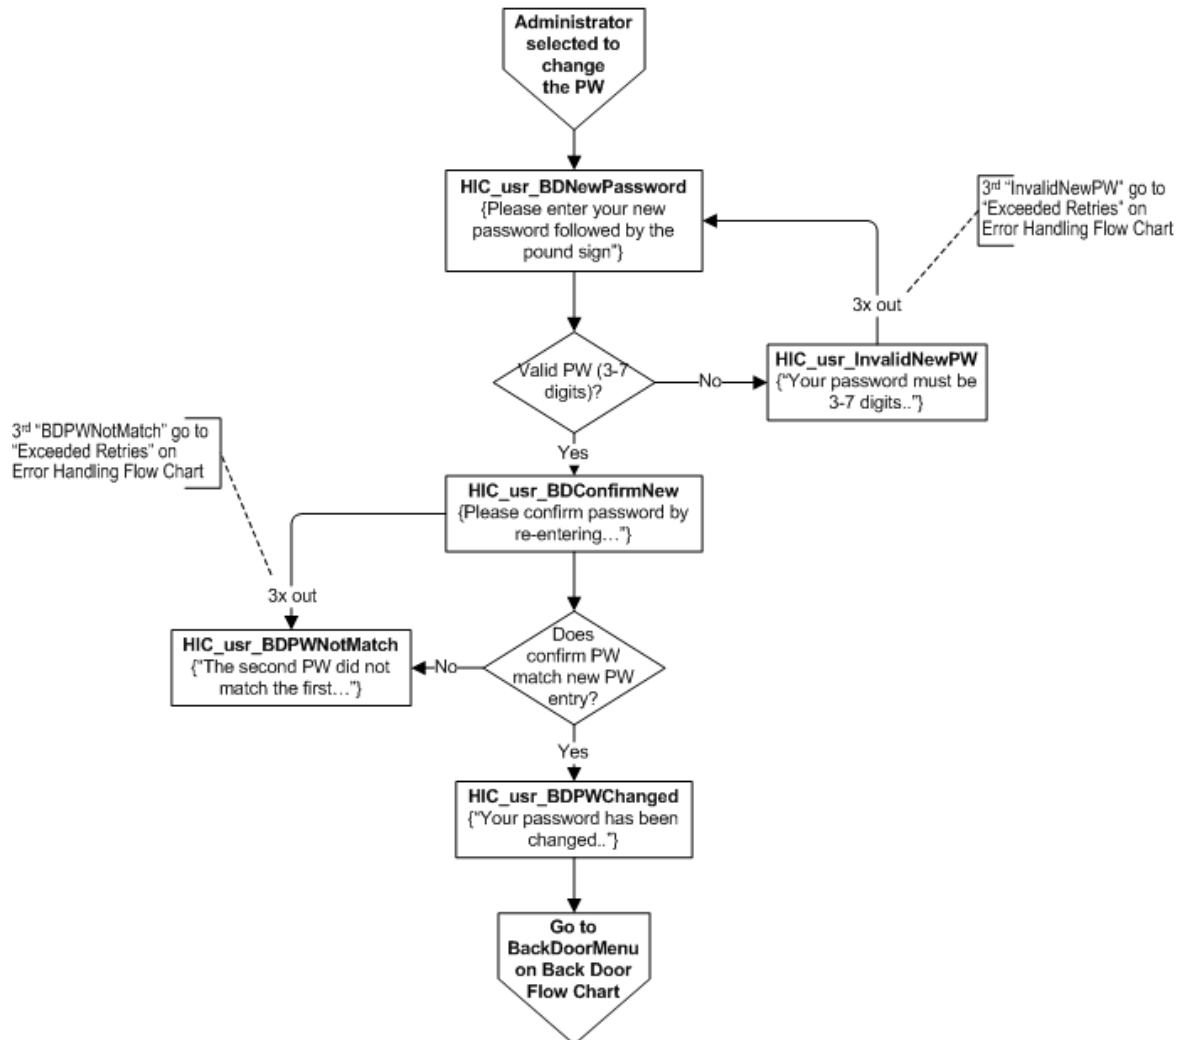 Administrator
selected to
change
the PW
HIC_usr_BDNewPassword
{Please enter your new
password followed by the
pound sign"}
3rd “InvalidNewPW” go to
“Exceeded Retries” on
Error Handling Flow Chart
3x out
Valid PW (3-7
digits)?
No
HIC_usr_InvalidNewPW
{“Your password must be
3-7 digits..”}
3rd “BDPWNotMatch” go to
“Exceeded Retries” on
Error Handling Flow Chart
Yes
HIC_usr_BDConfirmNew
{Please confirm password by
re-entering…”}
3x out
HIC_usr_BDPWNotMatch
{“The second PW did not
match the first…”}
No
Does
confirm PW
match new PW
entry?
Yes
HIC_usr_BDPWChanged
{“Your password has been
changed..”}
Go to
BackDoorMenu
on Back Door
Flow Chart